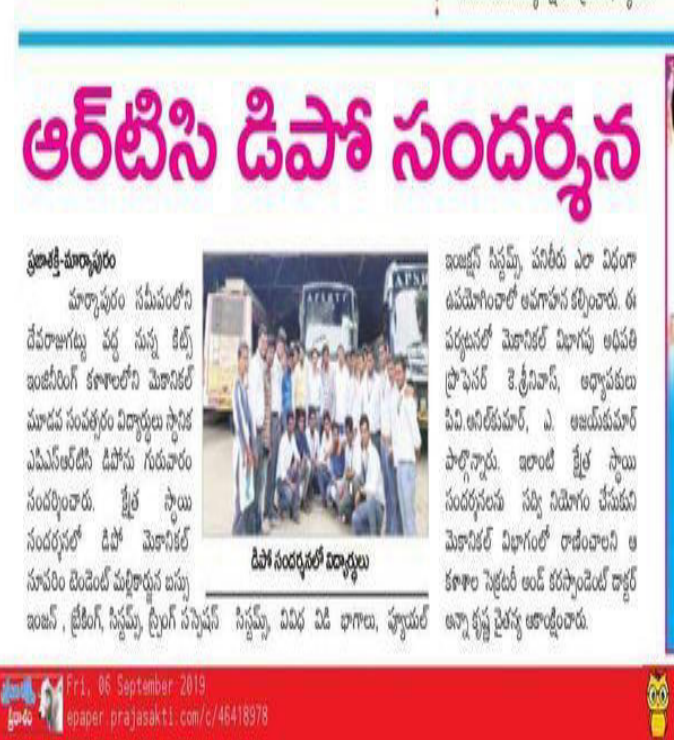 ఆర్‌టిసి డిపో సందర్శన
ప్రజాశక్తి-మార్కాపురం
మార్కాపురం సమీపంలోని
దేవరాజుగట్టు వద్ద నున్న కిట్స్
ఇంజినీరింగ్ కళాశాలలోని మెకానికల్
మూడవ సంవత్సరం విద్యార్థులు స్థానిక
ఎపిఎస్ఆర్‌టిసి డిపోను గురువారం
సందర్శించారు. క్షేత్ర స్థాయి
సందర్శనలో డిపో మెకానికల్
సూపరిం టెండెంట్ మల్లికార్జున బస్సు
ఇంజన్ , బ్రేకింగ్, సిస్టమ్స్, స్ప్రింగ్ సస్పెషన్
APSRTC
APSR
డిపో సందర్శనలో విద్యార్థులు
సిస్టమ్స్, వివిధ విడి భాగాలు, ఫ్యూయల్
ఇంజక్షన్ సిస్టమ్స్, పనితీరు ఎలా విధంగా
ఉపయోగించాలో అవగాహన కల్పించారు. ఈ
పర్యటనలో మెకానికల్ విభాగపు అధిపతి
ప్రొఫెసర్ కె.శ్రీనివాస్, అధ్యాపకులు
పివి.అనిల్‌కుమార్, ఎ. అజయ్‌కుమార్
పాల్గొన్నారు. ఇలాంటి క్షేత్ర స్థాయి
సందర్శనలను సద్వి నియోగం చేసుకుని
మెకానికల్ విభాగంలో రాణించాలని ఆ
కళాశాల సెక్రటరీ అండ్ కరస్పాండెంట్ డాక్టర్
అన్నా కృష్ణ చైతన్య ఆకాంక్షించారు.
Fri, 06 September 2019
epaper.prajasakti.com/c/46418978